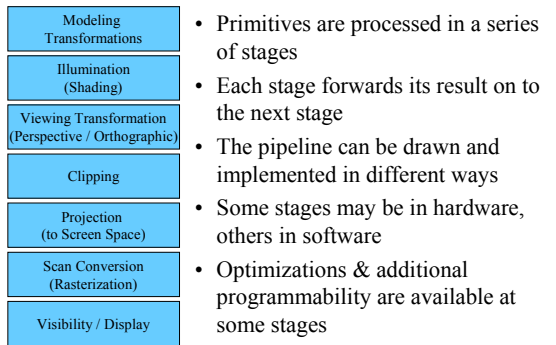 Modeling
Transformations
Illumination
(Shading)
Viewing Transformation
(Perspective / Orthographic)
Clipping
Projection
(to Screen Space)
Scan Conversion
(Rasterization)
Visibility / Display
• Primitives are processed in a series
of stages
• Each stage forwards its result on to
the next stage
• The pipeline can be drawn and
implemented in different ways
• Some stages may be in hardware,
others in software
• Optimizations & additional
programmability are available at
some stages